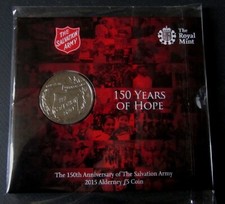 THE
SALVATION
ARMY
The
Royal
Mint
150 YEARS
OF HOPE
The 150th Anniversary of The Salvation Army
2015 Alderney £5 Coin